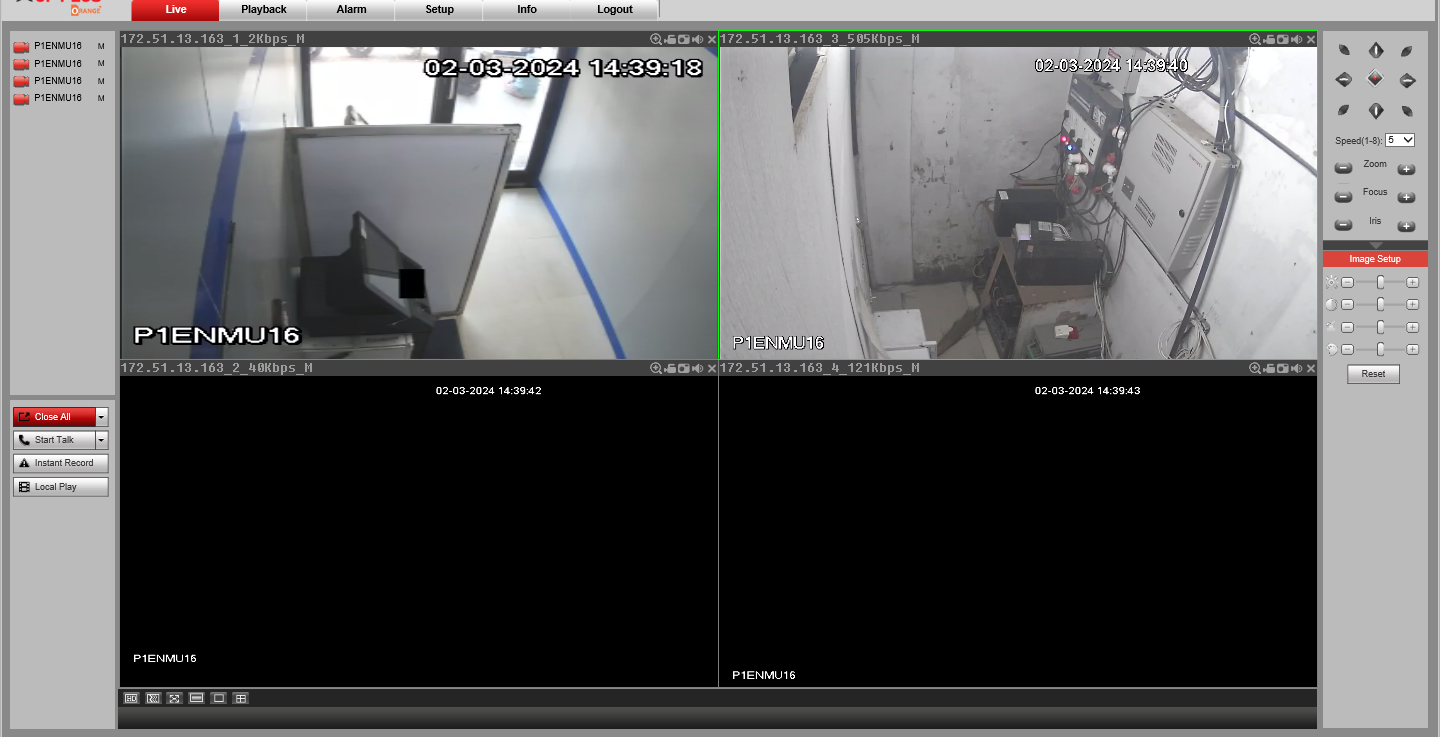 ORANGE
Live Playback Alarm Setup Info Logout
P1ENMU16 M
P1ENMU16 M
P1ENMU16 M
P1ENMU16 M
Close All
Start Talk
Instant Record
Local Play
172.51.13.163_1_2Kbps_M
02-03-2024 14:39:18
P1ENMU16
172.51.13.163_3_505Kbps_M
02-03-2024 14:39:40
P1ENMU16
172.51.13.163_2_40Kbps_M
02-03-2024 14:39:42
P1ENMU16
172.51.13.163_4_121Kbps_M
02-03-2024 14:39:43
P1ENMU16
HD
Speed(1-8): 5
Zoom
Focus
Iris
Image Setup
Reset